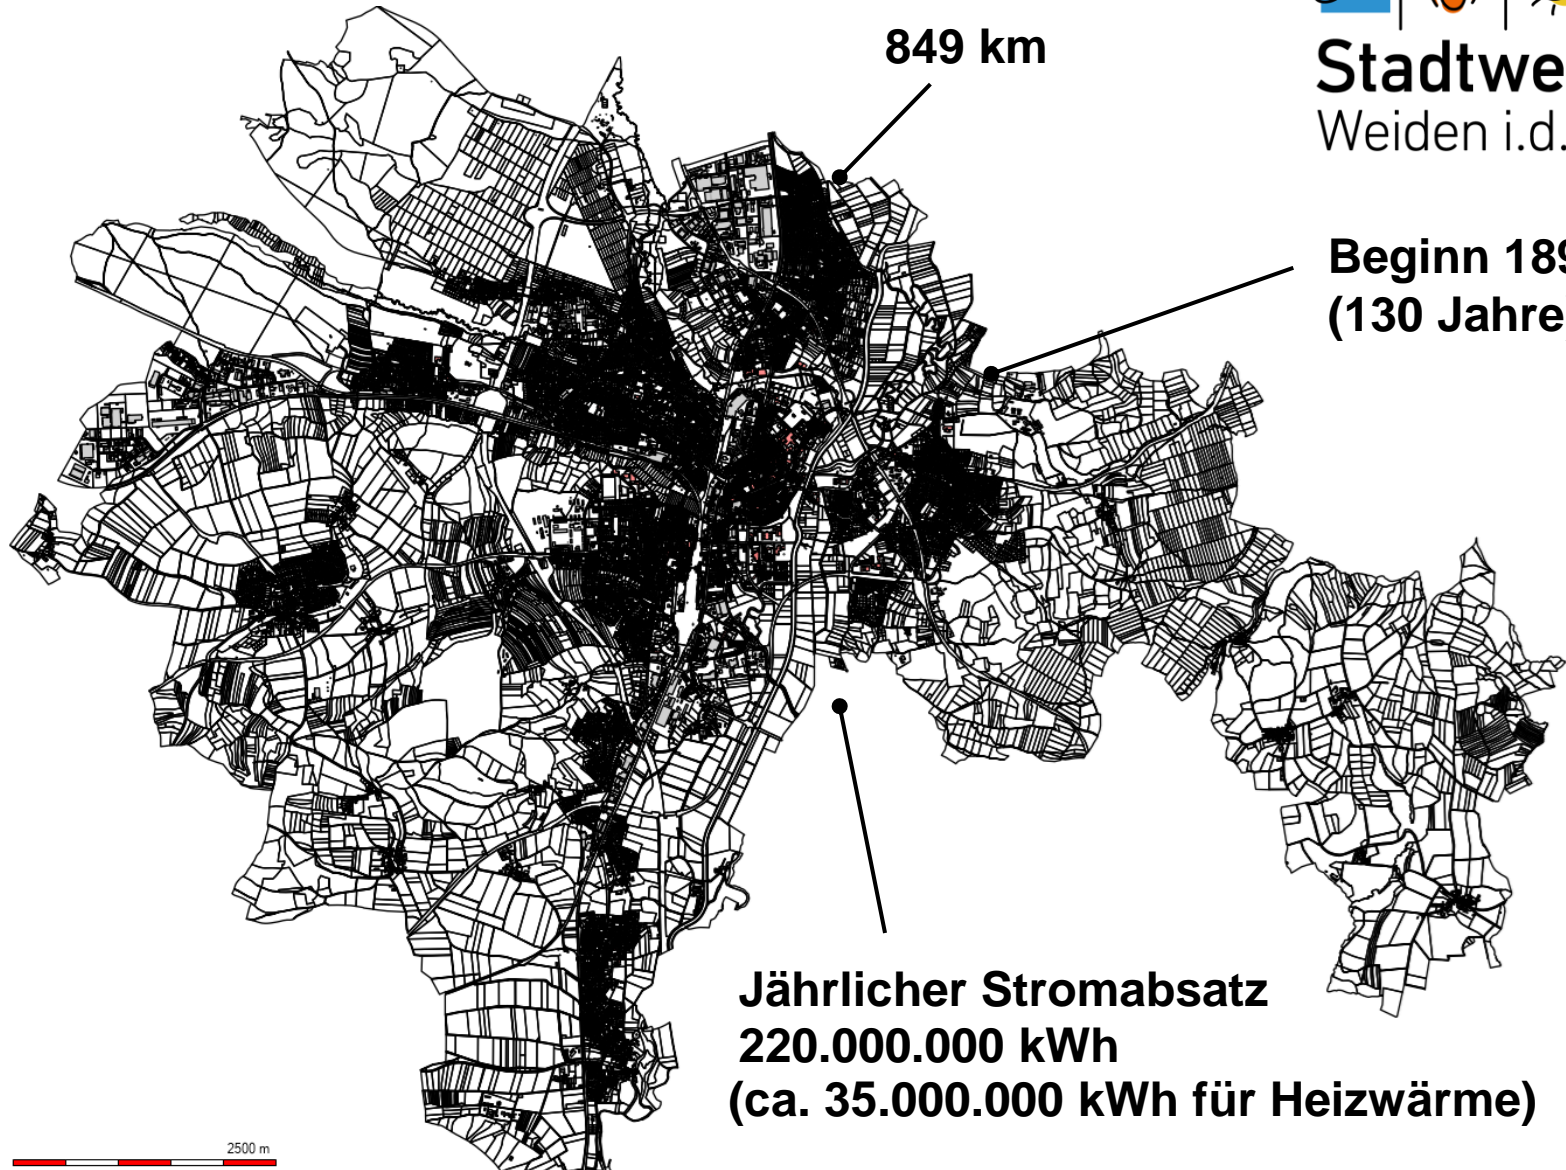 849 km
Stadtwe
Weiden i.d.
Beginn 189
(130 Jahre
Jährlicher Stromabsatz
220.000.000 kWh
(ca. 35.000.000 kWh für Heizwärme)
2500 m